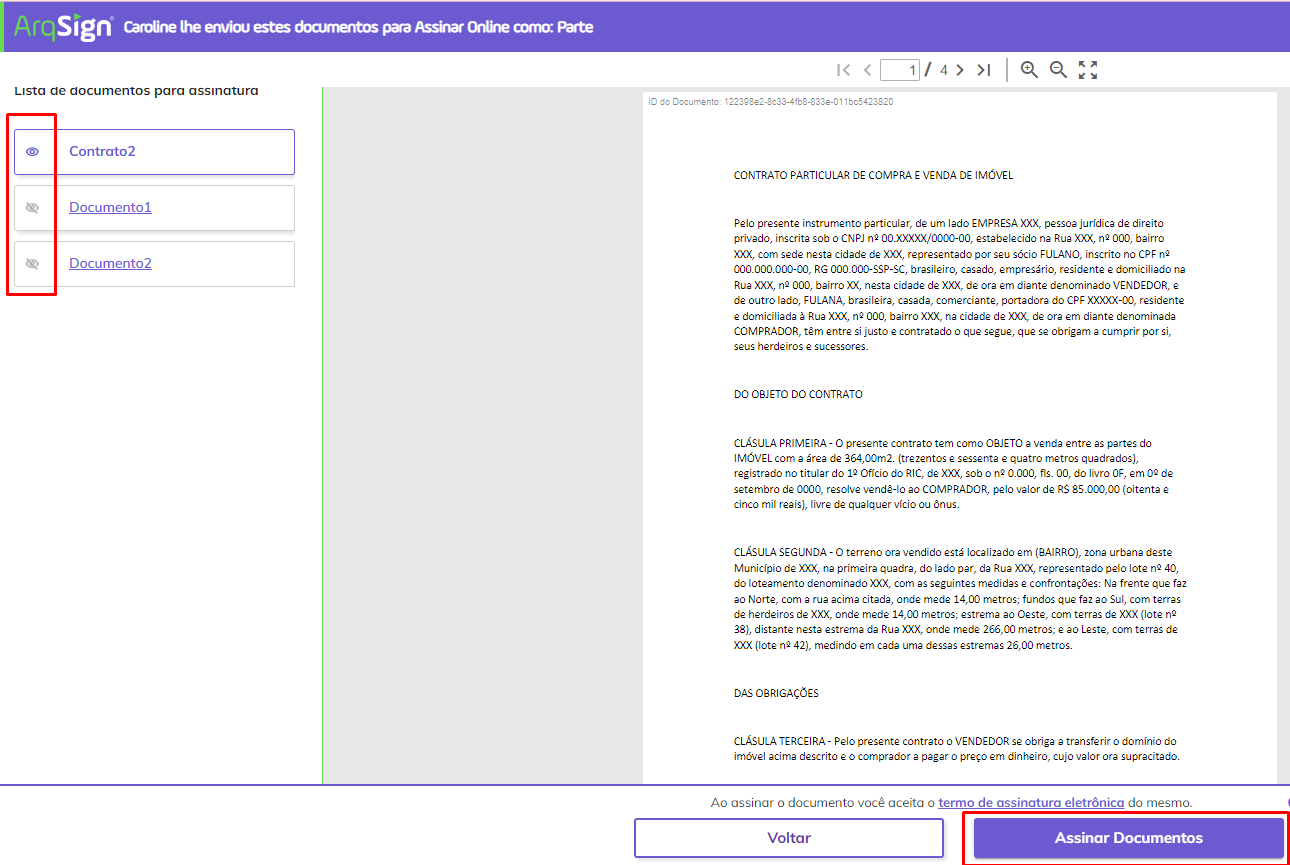 ArqSign Caroline lhe enviou estes documentos para Assinar Online como: Parte
1 / 4
Lista de documentos para assinatura
Contrato2
Documento1
Documento2
ID do Documento: 122398e2-8c33-4fb8-833e-011bc5423820
CONTRATO PARTICULAR DE COMPRA E VENDA DE IMÓVEL
Pelo presente instrumento particular, de um lado EMPRESA XXX, pessoa jurídica de direito
privado, inscrita sob o CNPJ nº 00.XXXXX/0000-00, estabelecido na Rua XXX, nº 000, bairro
XXX, com sede nesta cidade de XXX, representado por seu sócio FULANO, inscrito no CPF nº
000.000.000-00, RG 000.000-SSP-SC, brasileiro, casado, empresário, residente e domiciliado na
Rua XXX, nº 000, bairro XX, nesta cidade de XXX, de ora em diante denominado VENDEDOR, e
de outro lado, FULANA, brasileira, casada, comerciante, portadora do CPF XXXXX-00, residente
e domiciliada à Rua XXX, nº 000, bairro XXX, na cidade de XXX, de ora em diante denominada
COMPRADOR, têm entre si justo e contratado o que segue, que se obrigam a cumprir por si,
seus herdeiros e sucessores.
DO OBJETO DO CONTRATO
CLÁSULA PRIMEIRA - O presente contrato tem como OBJETO a venda entre as partes do
IMÓVEL com a área de 364,00m2. (trezentos e sessenta e quatro metros quadrados),
registrado no titular do 1º Ofício do RIC, de XXX, sob o nº 0.000, fls. 00, do livro 0F, em 0º de
setembro de 0000, resolve vendê-lo ao COMPRADOR, pelo valor de R$ 85.000,00 (oitenta e
cinco mil reais), livre de qualquer vício ou ônus.
CLÁSULA SEGUNDA - O terreno ora vendido está localizado em (BAIRRO), zona urbana deste
Município de XXX, na primeira quadra, do lado par, da Rua XXX, representado pelo lote nº 40,
do loteamento denominado XXX, com as seguintes medidas e confrontações: Na frente que faz
ao Norte, com a rua acima citada, onde mede 14,00 metros; fundos que faz ao Sul, com terras
de herdeiros de XXX, onde mede 14,00 metros; estrema ao Oeste, com terras de XXX (lote nº
38), distante nesta estrema da Rua XXX, onde mede 266,00 metros; e ao Leste, com terras de
XXX (lote nº 42), medindo em cada uma dessas estremas 26,00 metros.
DAS OBRIGAÇÕES
CLÁSULA TERCEIRA - Pelo presente contrato o VENDEDOR se obriga a transferir o domínio do
imóvel acima descrito e o comprador a pagar o preço em dinheiro, cujo valor ora supracitado.
Ao assinar o documento você aceita o termo de assinatura eletrônica do mesmo.
Voltar
Assinar Documentos